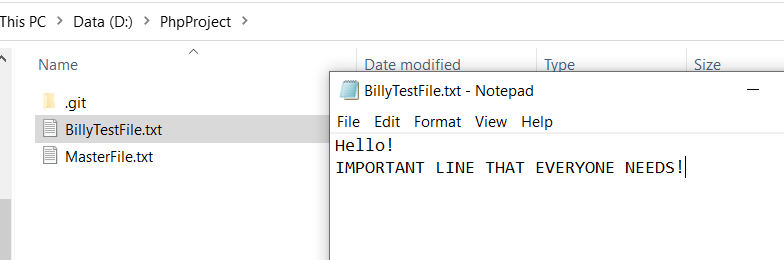 This PC > Data (D:) > PhpProject >
Name Date modified Type Size
.git
BillyTestFile.txt
MasterFile.txt
BillyTestFile.txt - Notepad
File Edit Format View Help
Hello!
IMPORTANT LINE THAT EVERYONE NEEDS!